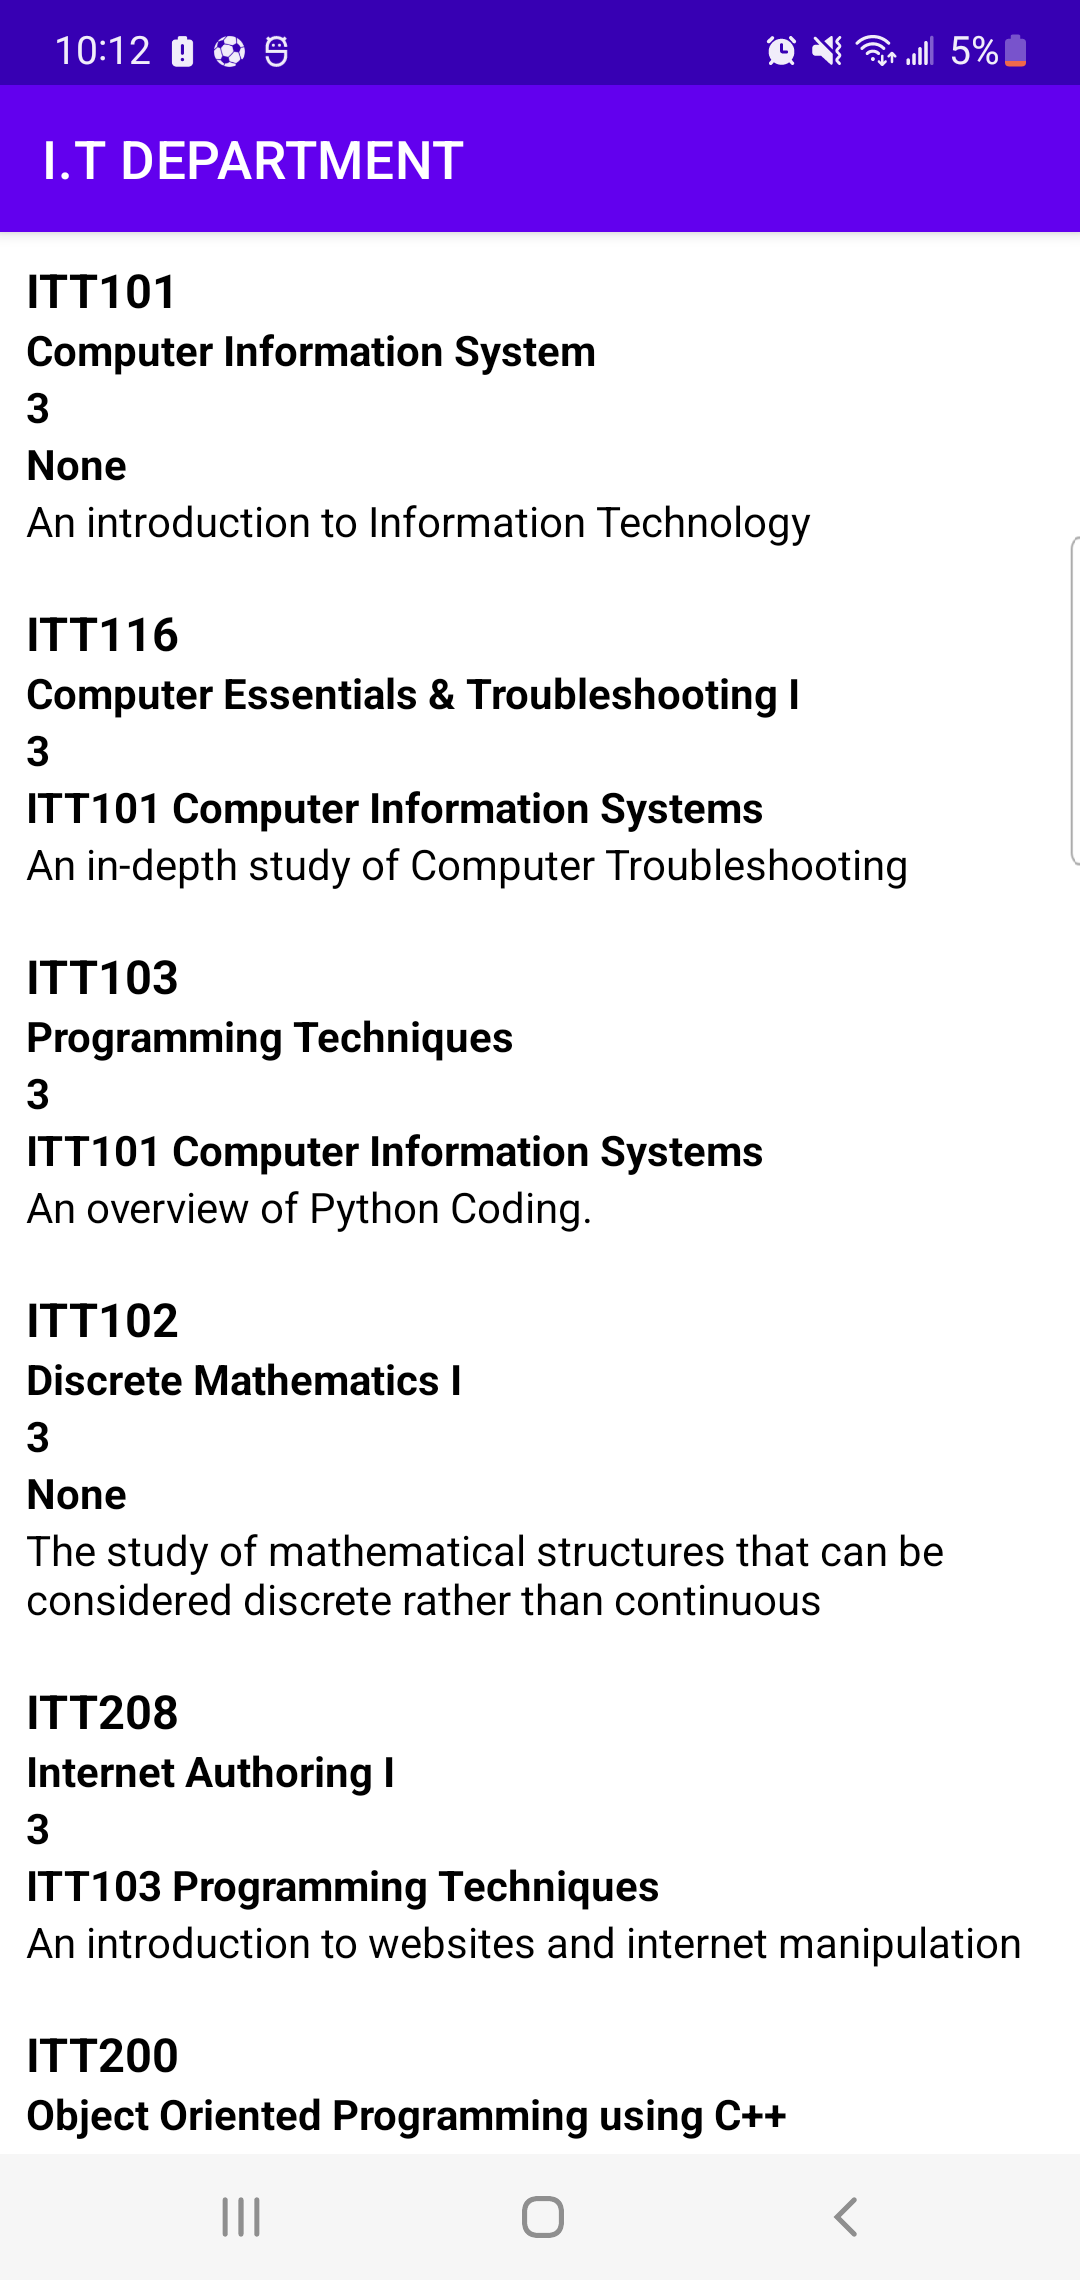 10:12
5%
I.T DEPARTMENT
ITT101
Computer Information System
3
None
An introduction to Information Technology
ITT116
Computer Essentials & Troubleshooting I
3
ITT101 Computer Information Systems
An in-depth study of Computer Troubleshooting
ITT103
Programming Techniques
3
ITT101 Computer Information Systems
An overview of Python Coding.
ITT102
Discrete Mathematics I
3
None
The study of mathematical structures that can be
considered discrete rather than continuous
ITT208
Internet Authoring I
3
ITT103 Programming Techniques
An introduction to websites and internet manipulation
ITT200
Object Oriented Programming using C++